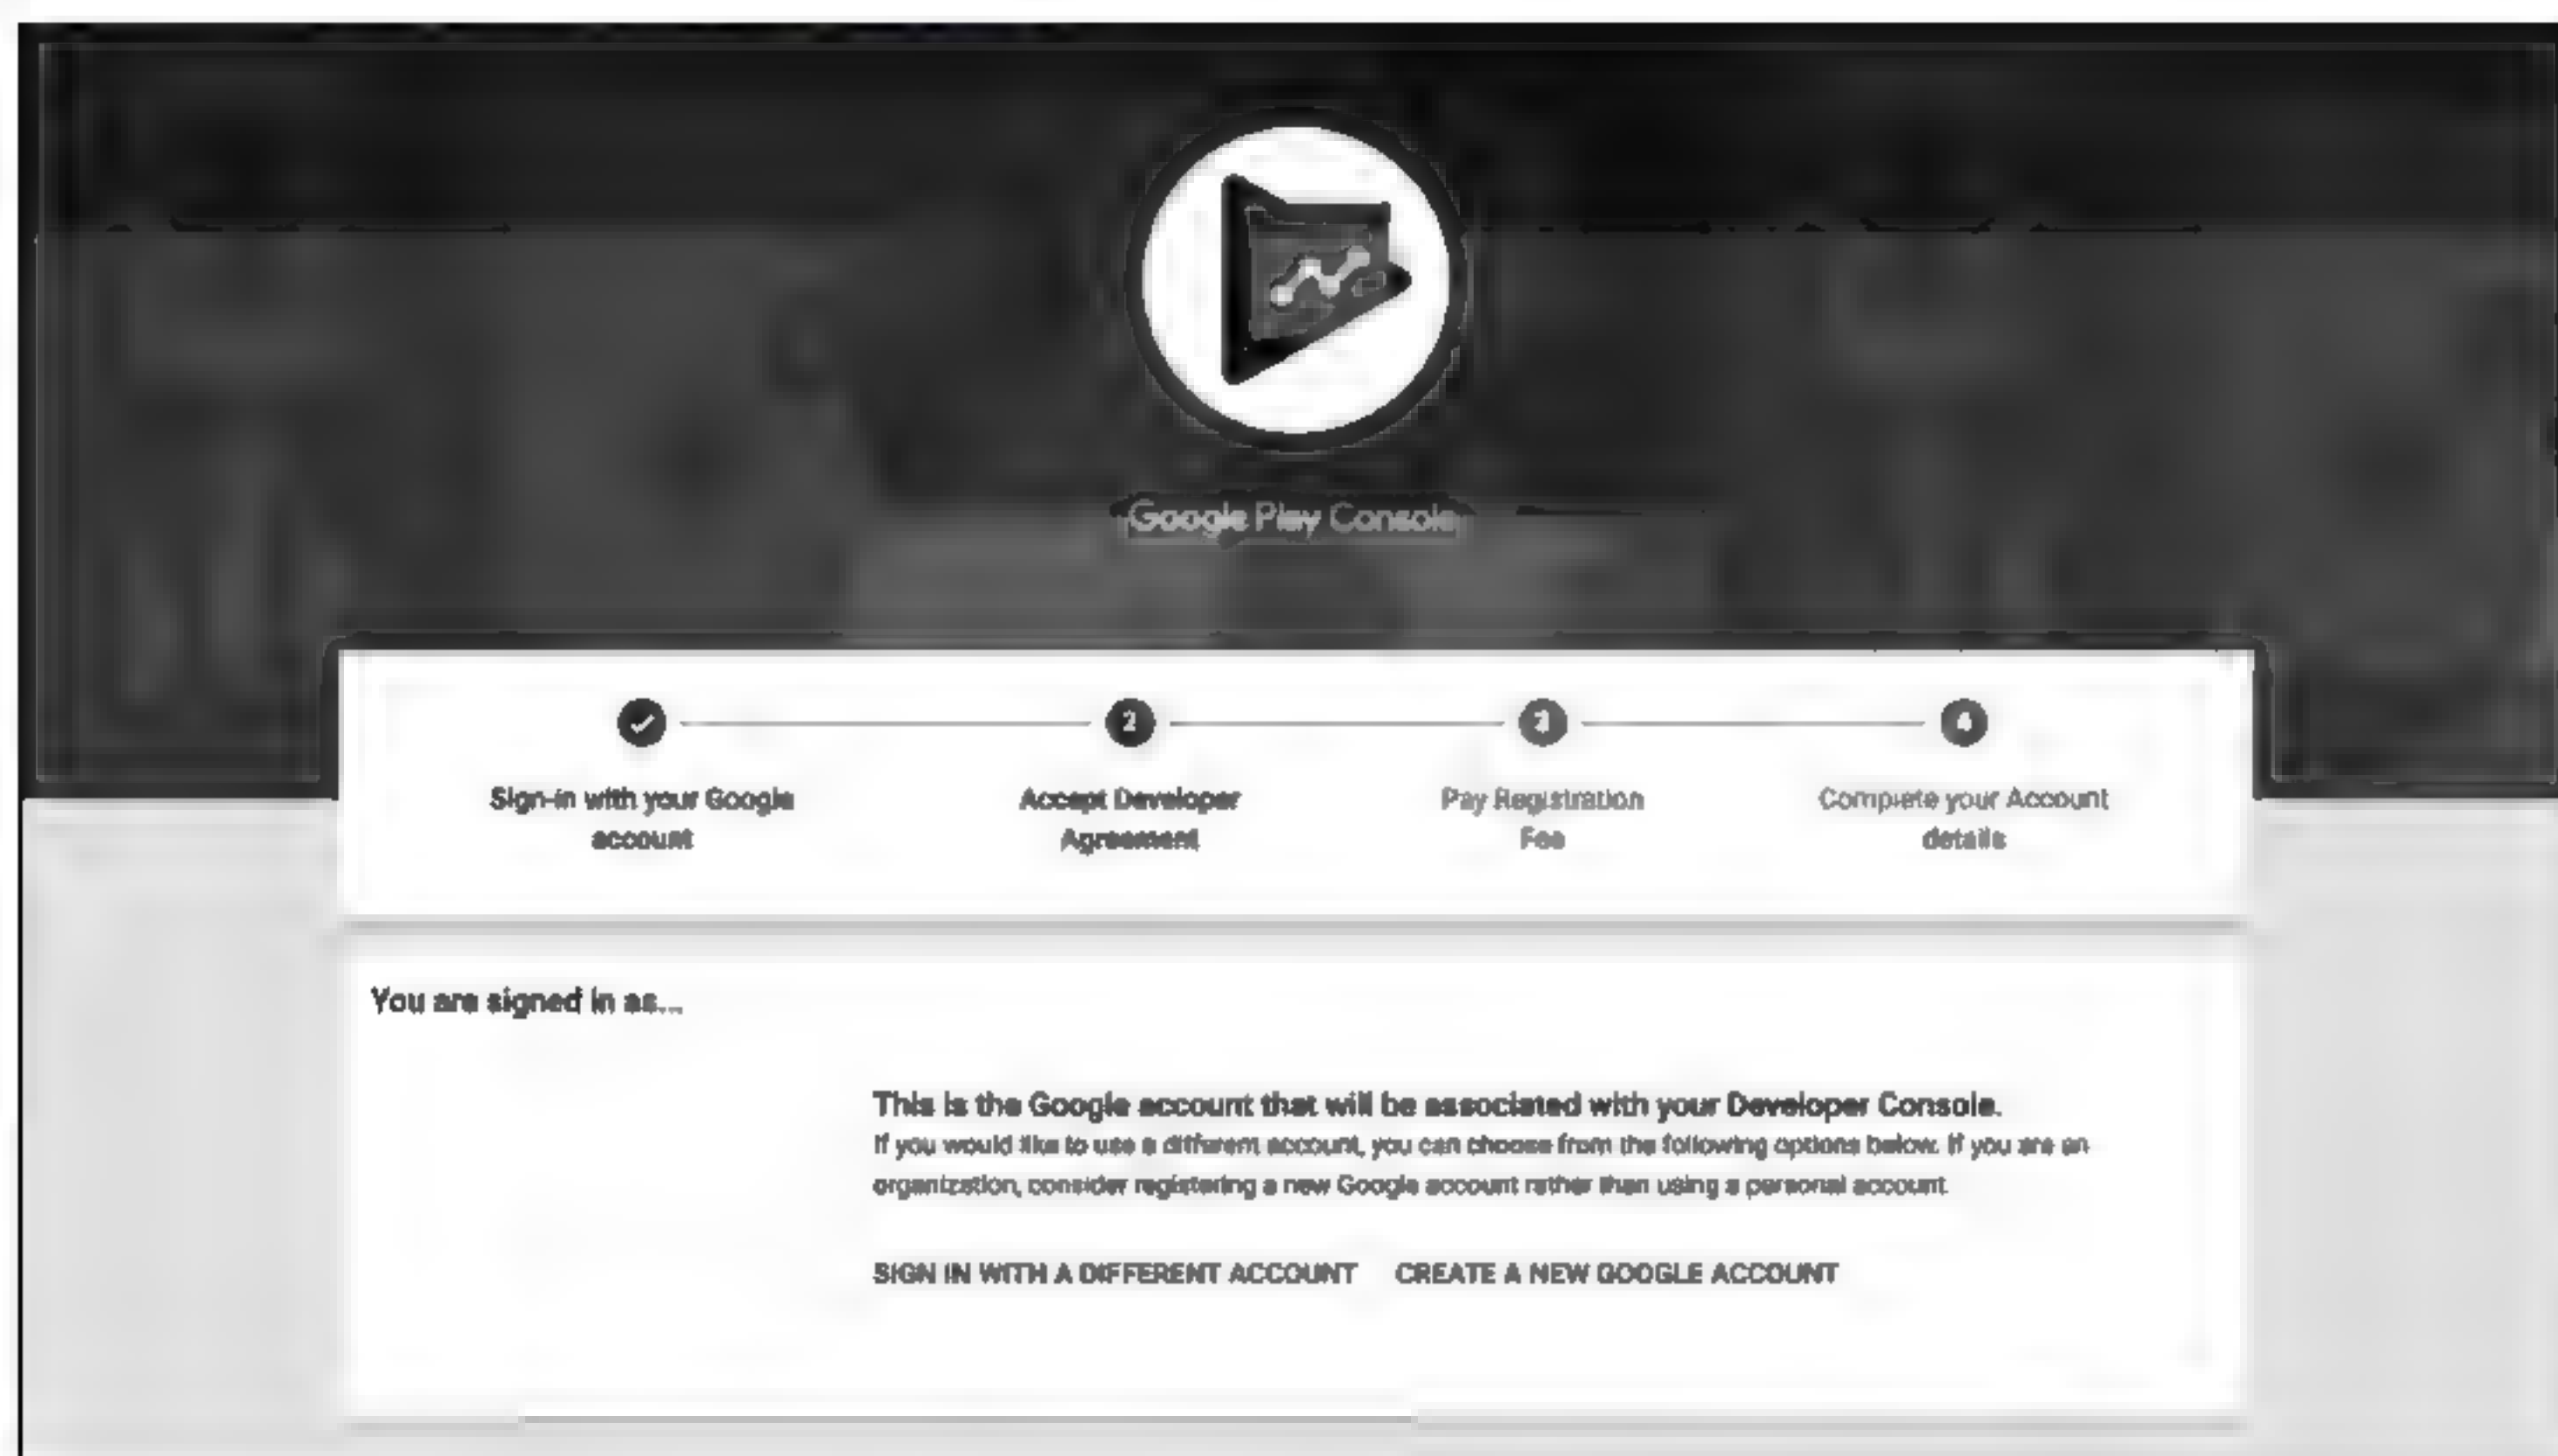 Google Play Console
2
3
4
Sign-in with your Google
account
Accept Developer
Agreement
Pay Registration
Fee
Complete your Account
details
You are signed in as...
This is the Google account that will be associated with your Developer Console.
If you would like to use a different account, you can choose from the following options below. If you are an
organization, consider registering a new Google account rather than using a personal account.
SIGN IN WITH A DIFFERENT ACCOUNT CREATE A NEW GOOGLE ACCOUNT